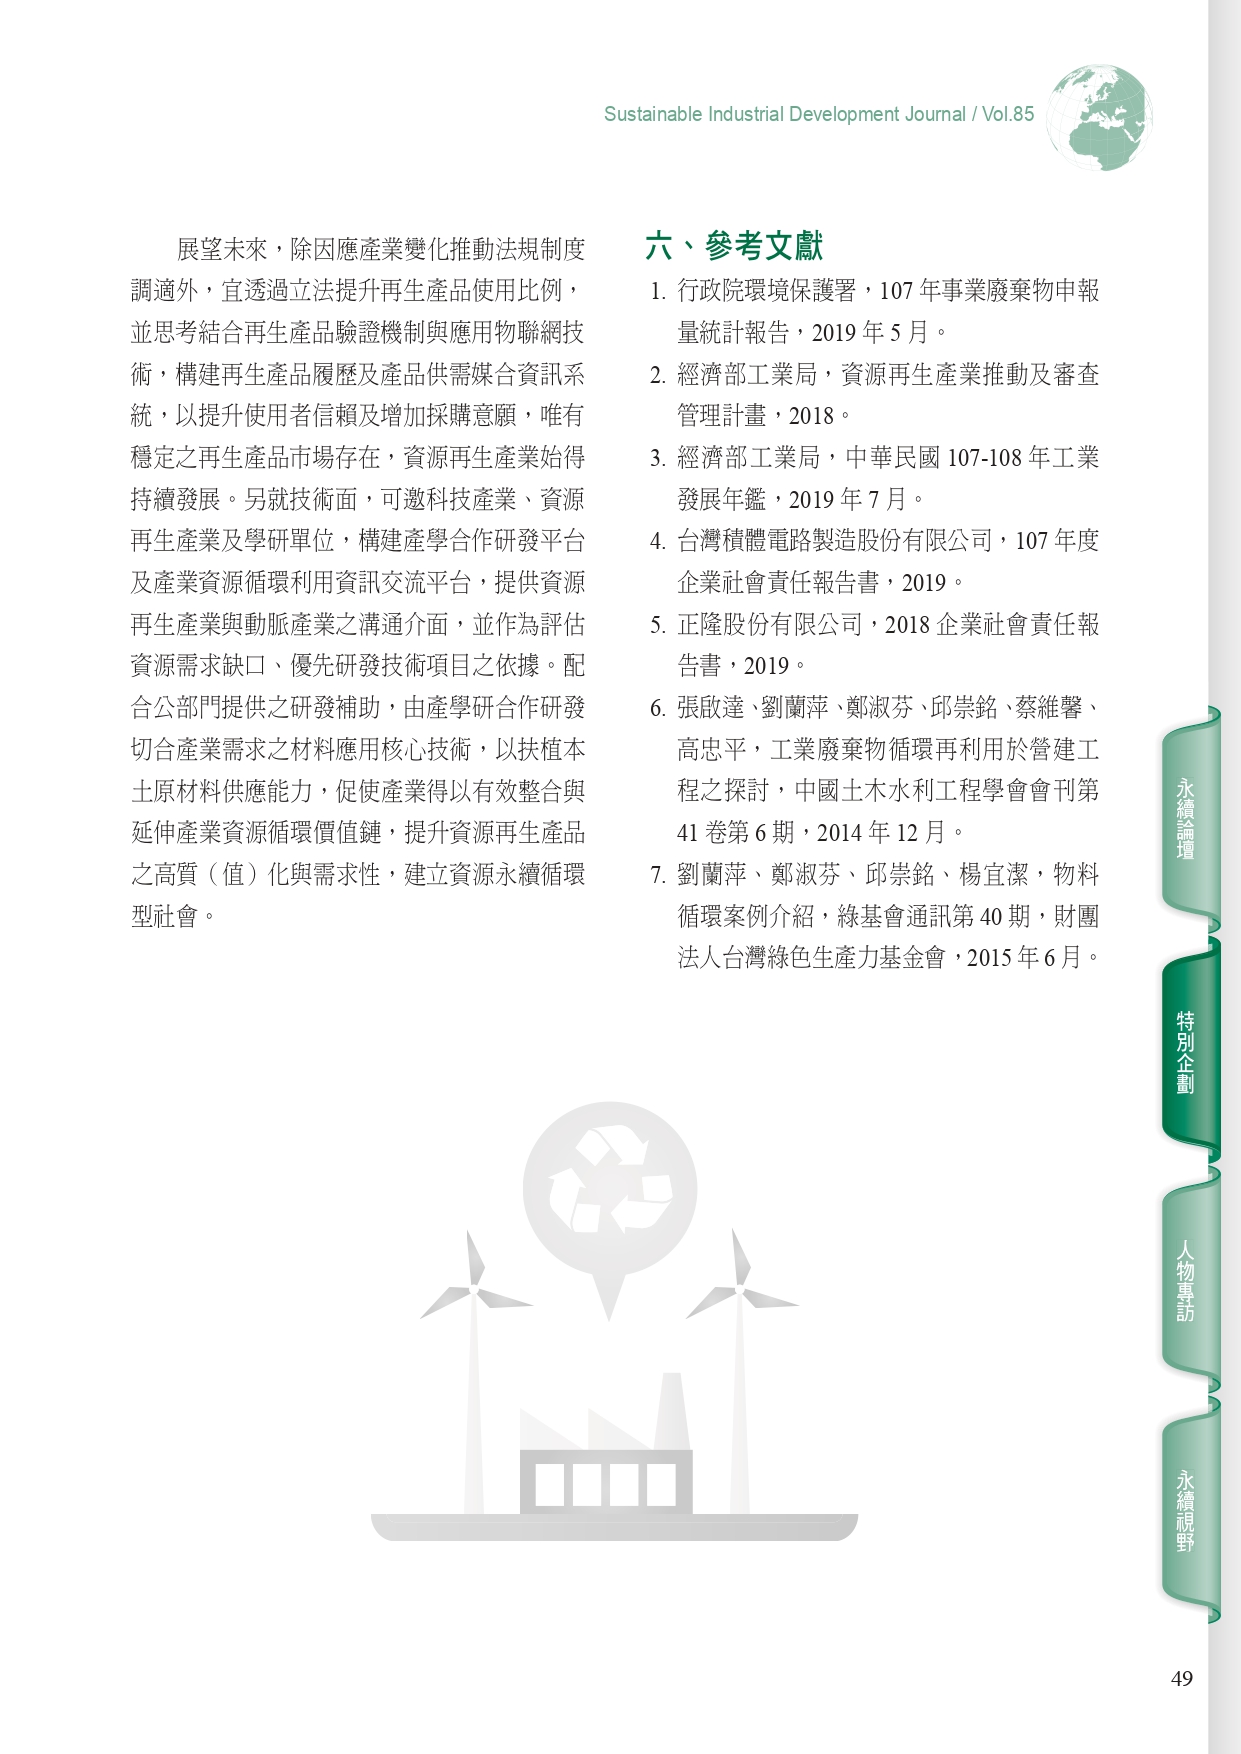 Sustainable Industrial Development Journal / Vol.85
展望未來，除因應產業變化推動法規制度
調適外，宜透過立法提升再生產品使用比例，
並思考結合再生產品驗證機制與應用物聯網技
術，構建再生產品履歷及產品供需媒合資訊系
統，以提升使用者信賴及增加採購意願，唯有
穩定之再生產品市場存在，資源再生產業始得
持續發展。另就技術面，可邀科技產業、資源
再生產業及學研單位，構建產學合作研發平台
及產業資源循環利用資訊交流平台，提供資源
再生產業與動脈產業之溝通介面，並作為評估
資源需求缺口、優先研發技術項目之依據。配
合公部門提供之研發補助，由產學研合作研發
切合產業需求之材料應用核心技術，以扶植本
土原材料供應能力，促使產業得以有效整合與
延伸產業資源循環價值鏈，提升資源再生產品
之高質（值）化與需求性，建立資源永續循環
型社會。
六、參考文獻
1. 行政院環境保護署，107 年事業廢棄物申報
量統計報告，2019 年 5 月。
2. 經濟部工業局，資源再生產業推動及審查
管理計畫，2018。
3. 經濟部工業局，中華民國 107-108 年工業
發展年鑑，2019 年 7 月。
4. 台灣積體電路製造股份有限公司，107 年度
企業社會責任報告書，2019。
5. 正隆股份有限公司，2018 企業社會責任報
告書，2019。
6. 張啟達、劉蘭萍、鄭淑芬、邱崇銘、蔡維馨、
高忠平，工業廢棄物循環再利用於營建工
程之探討，中國土木水利工程學會會刊第
41 卷第 6 期，2014 年 12 月。
7. 劉蘭萍、鄭淑芬、邱崇銘、楊宜潔，物料
循環案例介紹，綠基會通訊第 40 期，財團
法人台灣綠色生產力基金會，2015 年 6 月。
永續論壇
特別企劃
人物專訪
永續視野
49